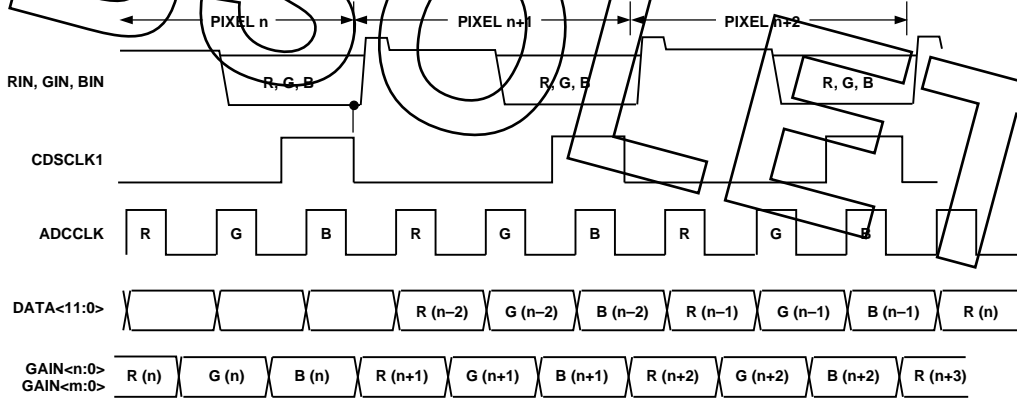 PIXEL n PIXEL n+1 PIXEL n+2
RIN, GIN, BIN R, G, B R, G, B R, G, B
CDSCLK1
ADCCLK R G B R G B R G B
DATA<11:0> R (n–2) G (n–2) B (n–2) R (n–1) G (n–1) B (n–1) R (n)
GAIN<n:0>
GAIN<m:0> R (n) G (n) B (n) R (n+1) G (n+1) B (n+1) R (n+2) G (n+2) B (n+2) R (n+3)